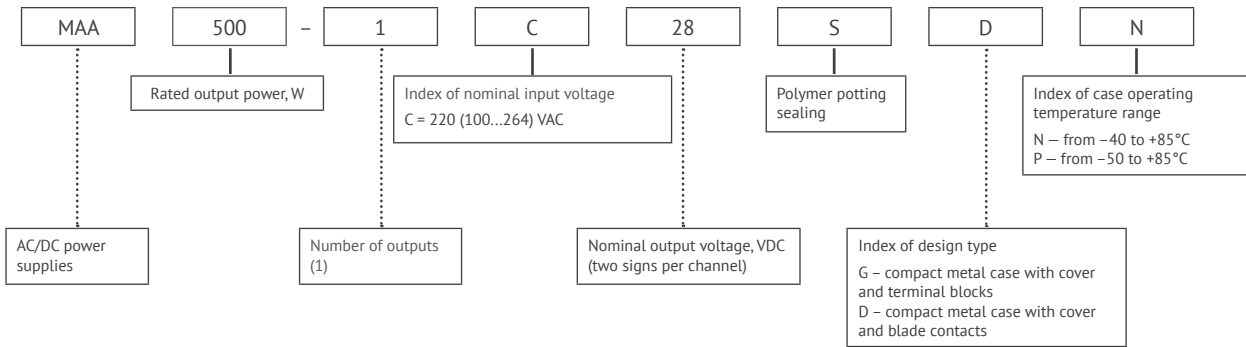 MAA 500 – 1 C 28 S D N
Rated output power, W
Index of nominal input voltage
C = 220 (100...264) VAC
Polymer potting
sealing
Index of case operating
temperature range
N — from −40 to +85°C
P — from −50 to +85°C
AC/DC power
supplies
Number of outputs
(1)
Nominal output voltage, VDC
(two signs per channel)
Index of design type
G – compact metal case with cover
and terminal blocks
D – compact metal case with cover
and blade contacts